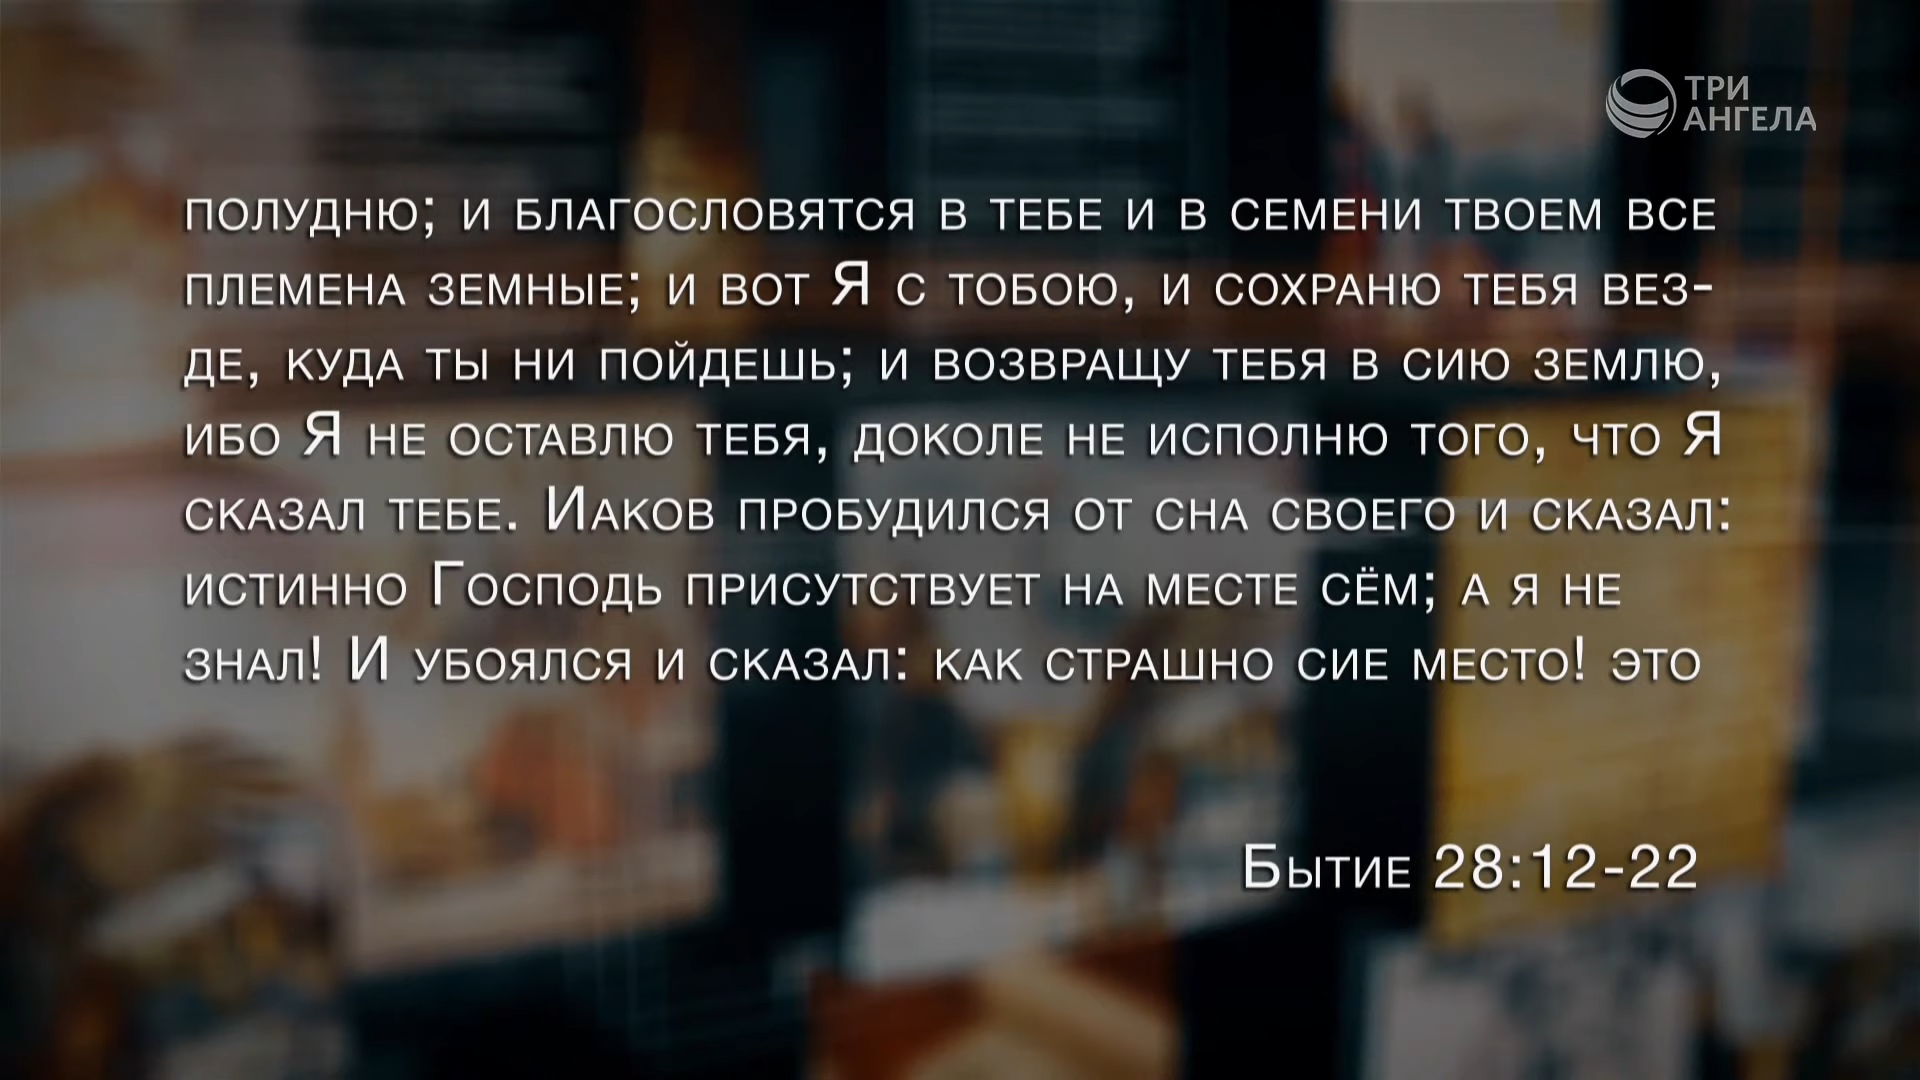 ТРИ
АНГЕЛА
полудню; и благословятся в тебе и в семени твоем все
племена земные; и вот Я с тобою, и сохраню тебя вез-
де, куда ты ни пойдешь; и возвращу тебя в сию землю,
ибо Я не оставлю тебя, доколе не исполню того, что Я
сказал тебе. Иаков пробудился от сна своего и сказал:
истинно Господь присутствует на месте сём; а я не
знал! И убоялся и сказал: как страшно сие место! это
Бытие 28:12-22